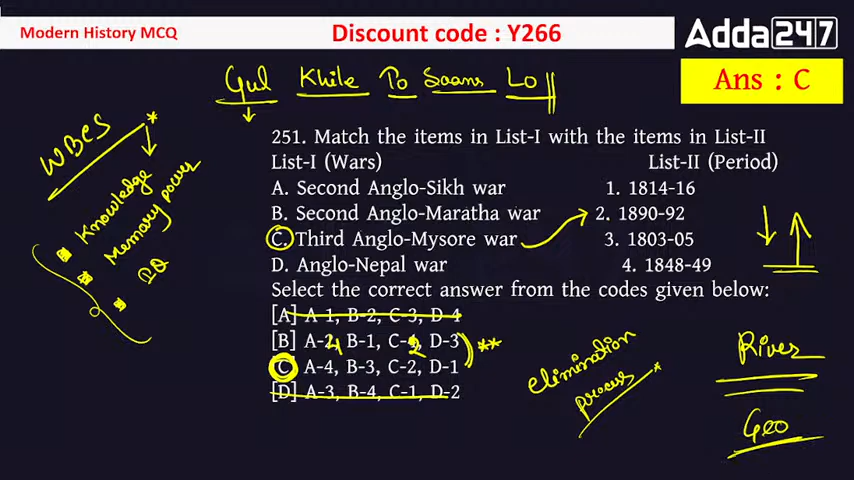 Modern History MCQ
Discount code : Y266
Adda247
Gul Khile To Saans Lo
Ans : C
WBCS *
Knowledge
Memory power
IQ
251. Match the items in List-I with the items in List-II
List-I (Wars) List-II (Period)
A. Second Anglo-Sikh war 1. 1814-16
B. Second Anglo-Maratha war 2. 1890-92
C. Third Anglo-Mysore war 3. 1803-05
D. Anglo-Nepal war 4. 1848-49
Select the correct answer from the codes given below:
[A] A-1, B-2, C-3, D-4
[B] A-4, B-1, C-2, D-3 **
[C] A-4, B-3, C-2, D-1
[D] A-3, B-4, C-1, D-2
elimination
process *
River
Geo